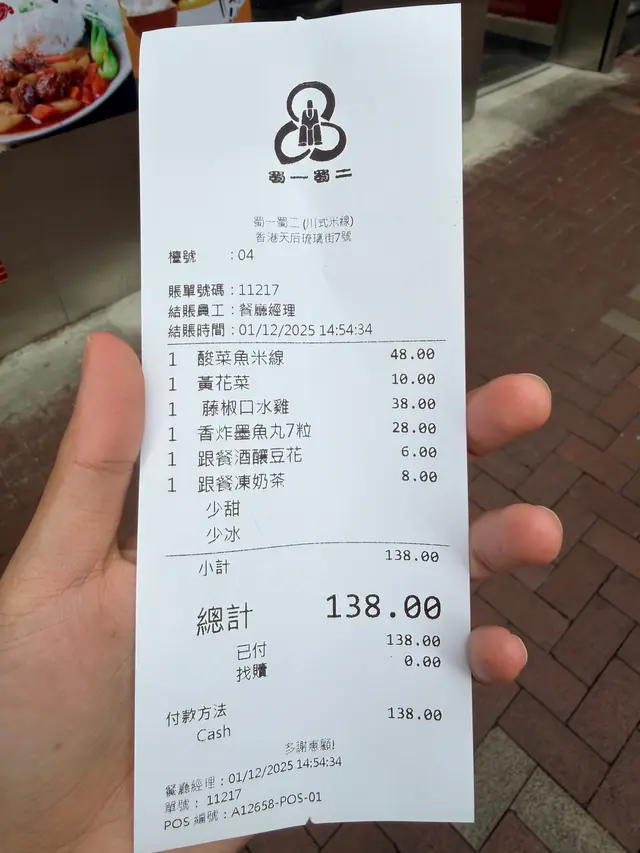 蜀一蜀二
蜀一蜀二 (川式米線)
香港天后琉璃街7號
檯號 : 04
賬單號碼 : 11217
結賬員工 : 餐廳經理
結賬時間 : 01/12/2025 14:54:34
1 酸菜魚米線 48.00
1 黃花菜 10.00
1 藤椒口水雞 38.00
1 香炸墨魚丸7粒 28.00
1 跟餐酒釀豆花 6.00
1 跟餐凍奶茶 8.00
少甜
少冰
小計 138.00
總計 138.00
已付 138.00
找贖 0.00
付款方法 138.00
Cash
多謝惠顧!
餐廳經理 : 01/12/2025 14:54:34
單號 : 11217
POS 編號 : A12658-POS-01